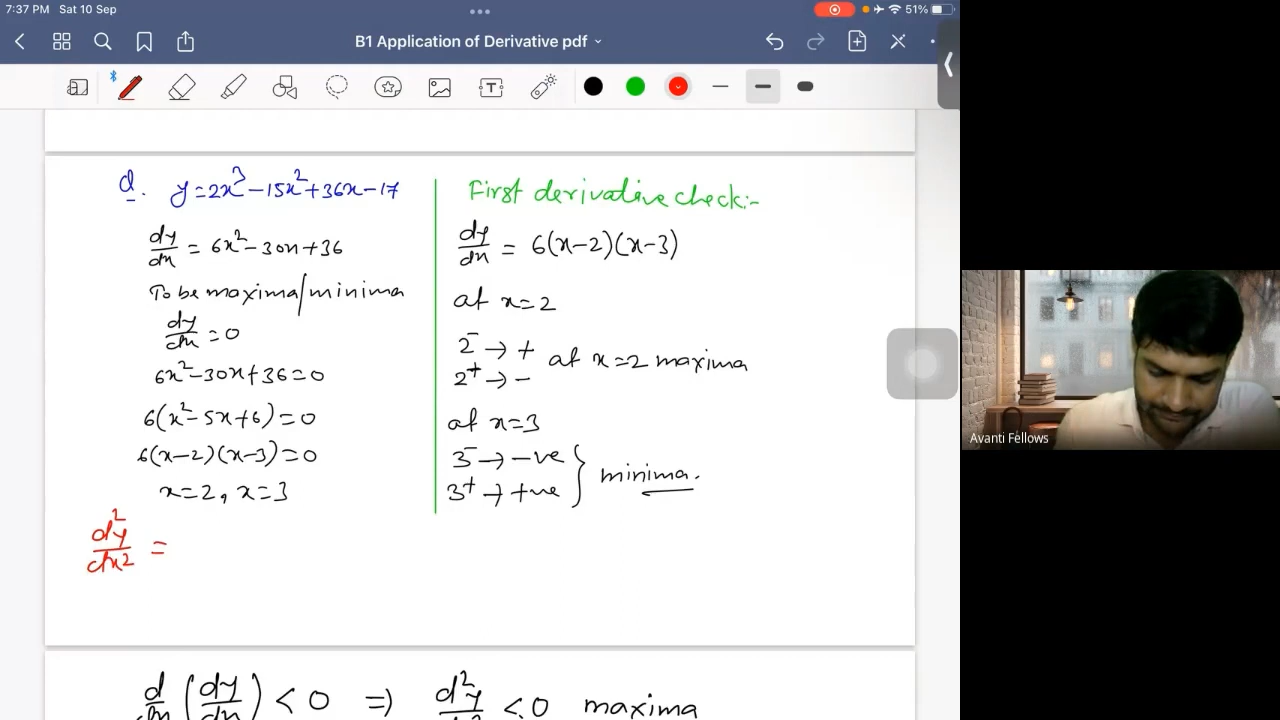 7:37 PM Sat 10 Sep
51%
B1 Application of Derivative pdf
Q. y = 2x³ - 15x² + 36x - 17
dy/dx = 6x² - 30x + 36
To be maxima/minima
dy/dx = 0
6x² - 30x + 36 = 0
6(x² - 5x + 6) = 0
6(x-2)(x-3) = 0
x = 2, x = 3
d²y/dx² =
First derivative check:-
dy/dx = 6(x-2)(x-3)
at x = 2
2⁻ → +
2⁺ → -
at x = 2 maxima
at x = 3
3⁻ → -ve
3⁺ → +ve
minima.
d/dx (dy/dx) < 0 ⇒ d²y/dx² < 0 maxima
Avanti Fellows